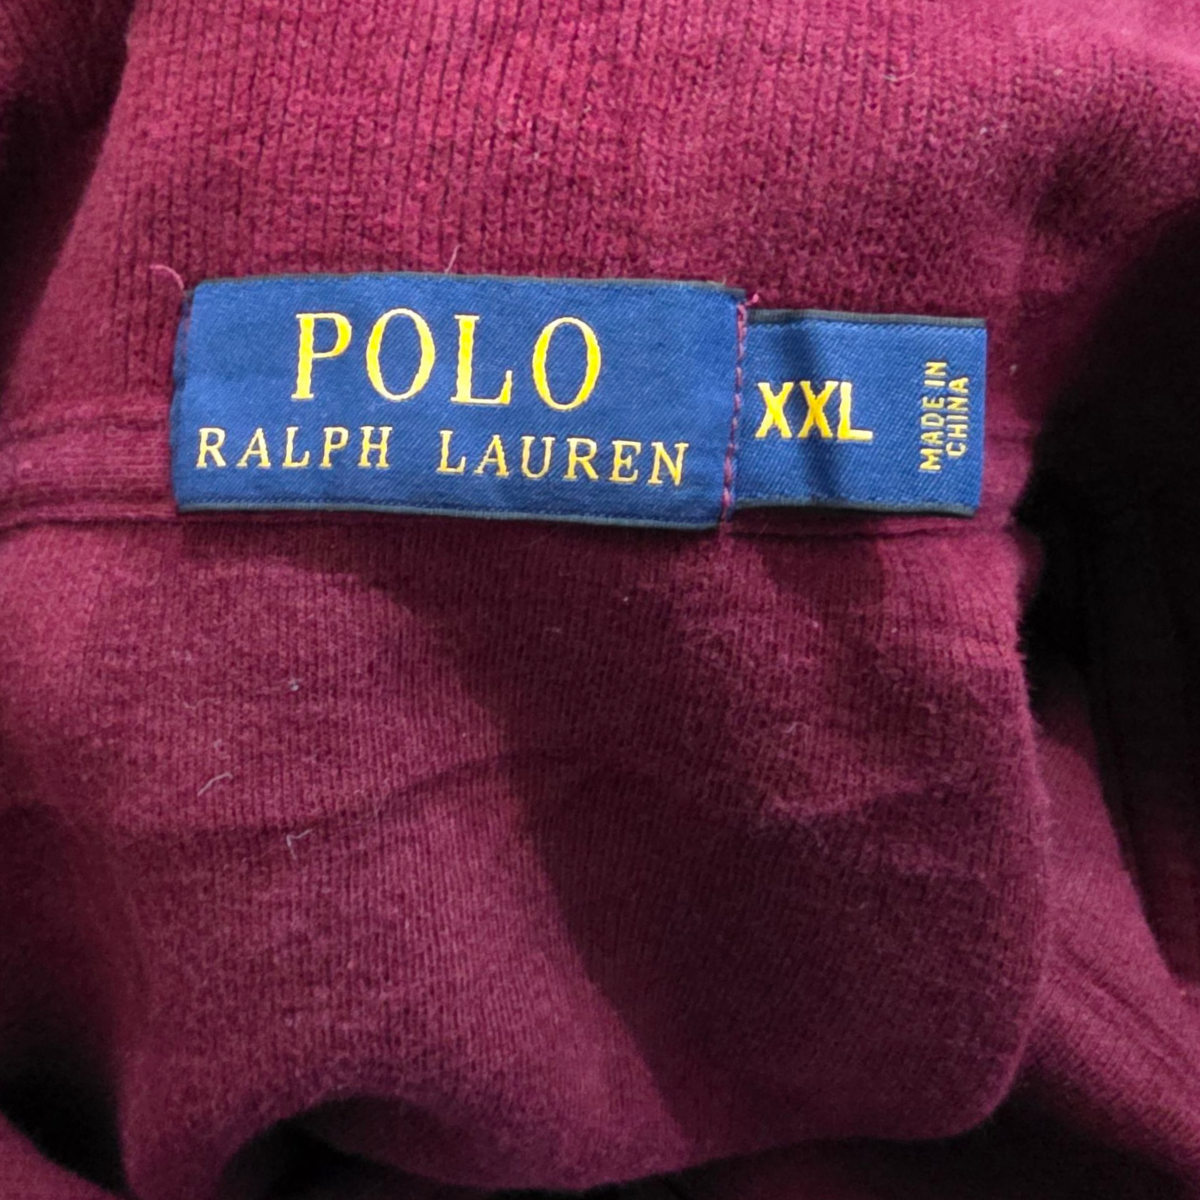 POLO
RALPH LAUREN
XXL
MADE IN
CHINA